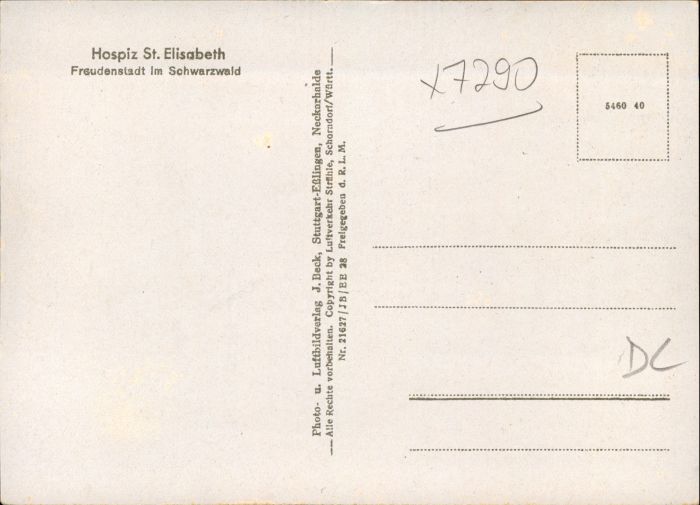 Hospiz St. Elisabeth
Freudenstadt im Schwarzwald
Photo- u. Luftbildverlag J. Beck, Stuttgart-Eßlingen, Neckarhalde
Alle Rechte vorbehalten. Copyright by Luftverkehr Strähle, Schorndorf/Württ.
Nr. 21627/JB/EB 28 Freigegeben d. R. L. M.
x7290
5460 40
DC